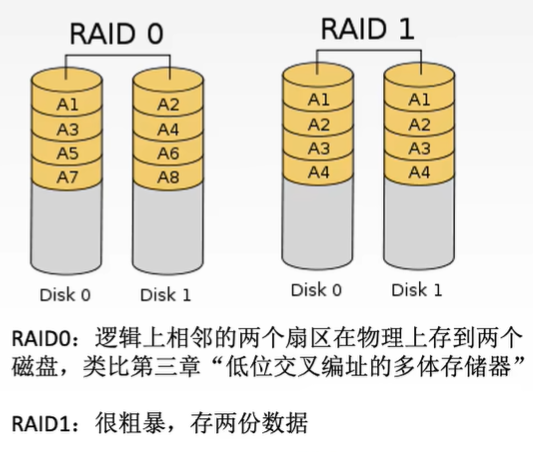 RAID 0
RAID 1
A1
A3
A5
A7
A2
A4
A6
A8
A1
A2
A3
A4
A1
A2
A3
A4
Disk 0
Disk 1
Disk 0
Disk 1
RAID0：逻辑上相邻的两个扇区在物理上存到两个
磁盘，类比第三章“低位交叉编址的多体存储器”
RAID1：很粗暴，存两份数据